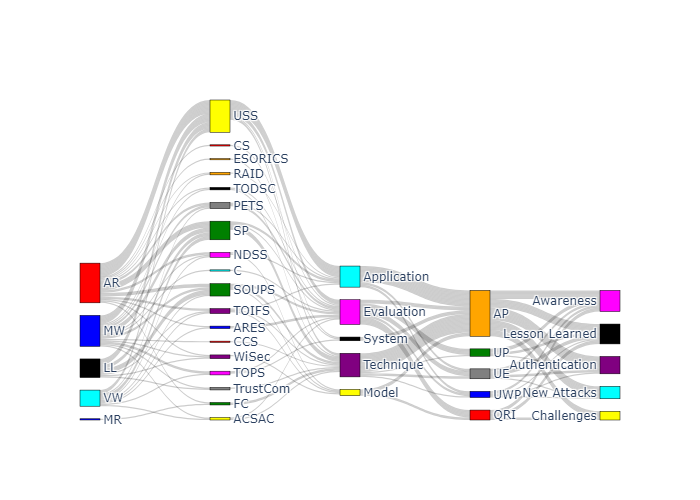 AR
MW
LL
VW
MR
USS
CS
ESORICS
RAID
TODSC
PETS
SP
NDSS
C
SOUPS
TOIFS
ARES
CCS
WiSec
TOPS
TrustCom
FC
ACSAC
Application
Evaluation
System
Technique
Model
AP
UP
UE
UWP
QRI
Awareness
Lesson Learned
Authentication
New Attacks
Challenges